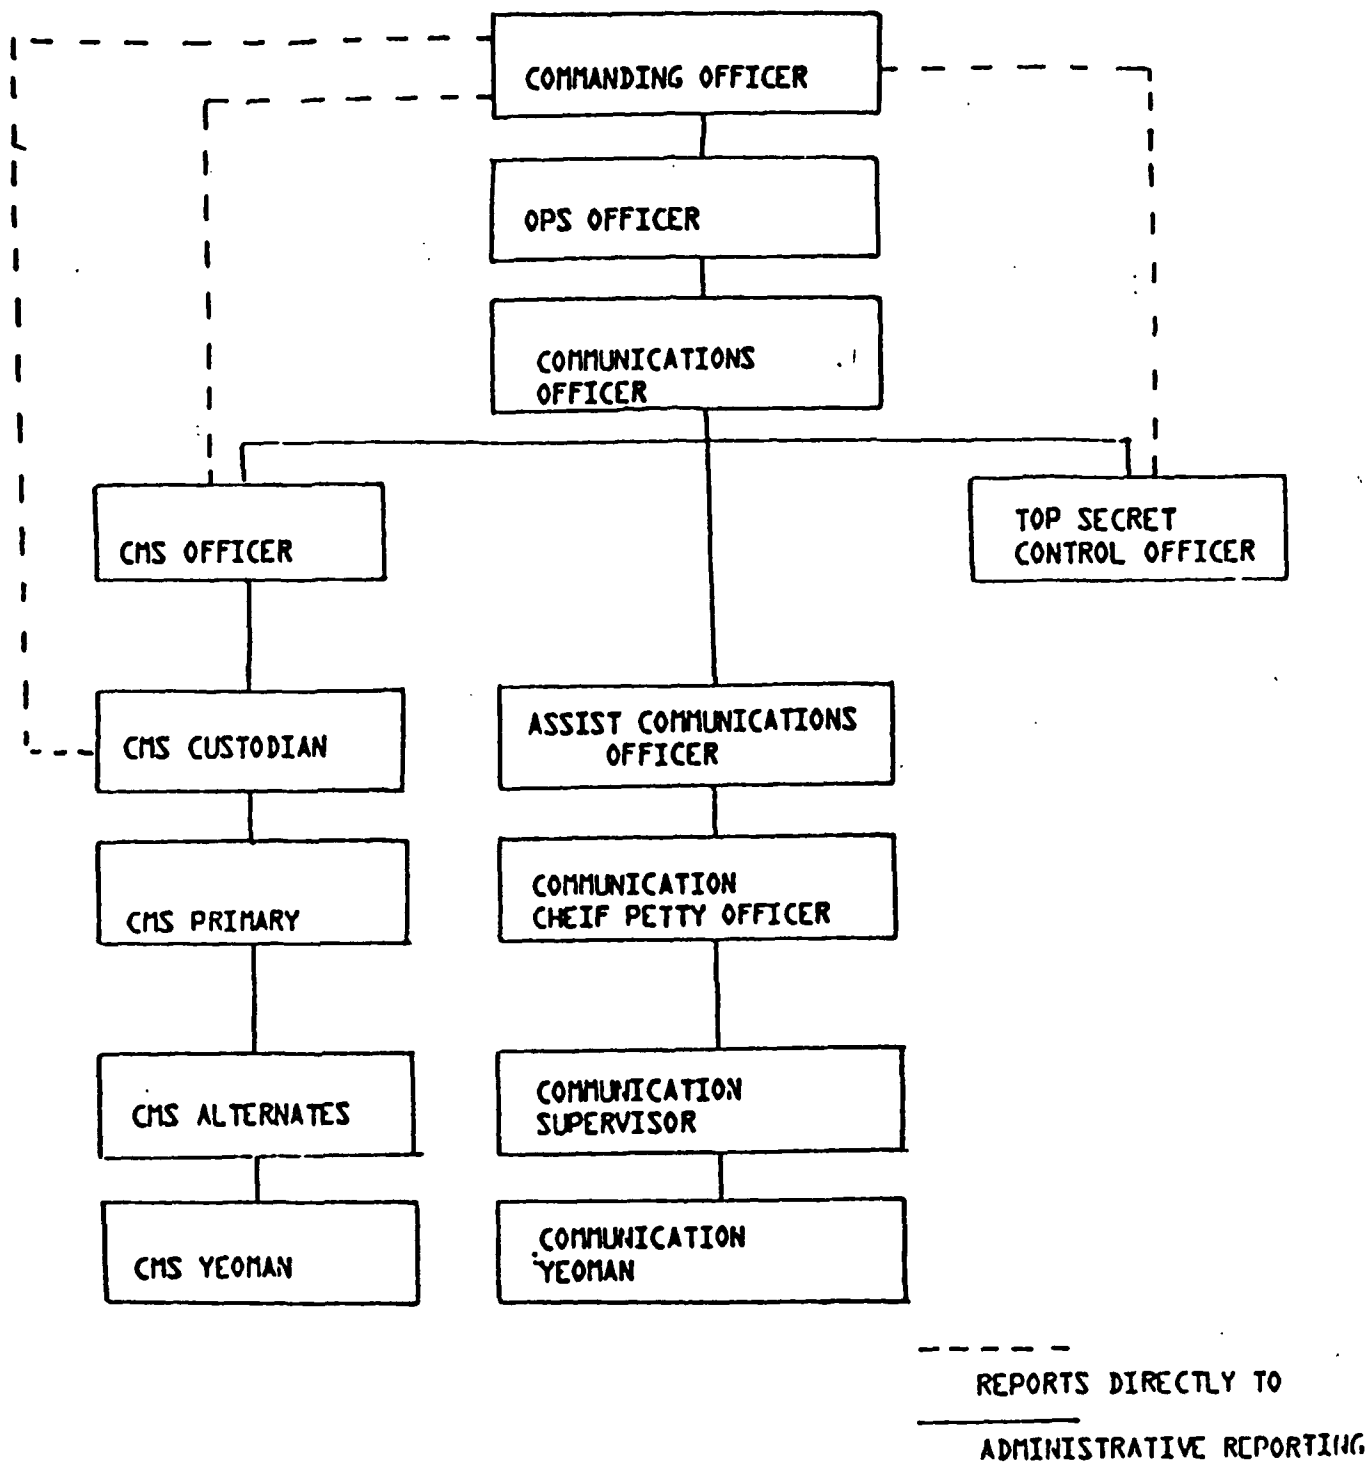 COMMANDING OFFICER
OPS OFFICER
COMMUNICATIONS
OFFICER
CMS OFFICER
TOP SECRET
CONTROL OFFICER
CMS CUSTODIAN
ASSIST COMMUNICATIONS
OFFICER
CMS PRIMARY
COMMUNICATION
CHEIF PETTY OFFICER
CMS ALTERNATES
COMMUNICATION
SUPERVISOR
CMS YEOMAN
COMMUNICATION
YEOMAN
REPORTS DIRECTLY TO
ADMINISTRATIVE REPORTING